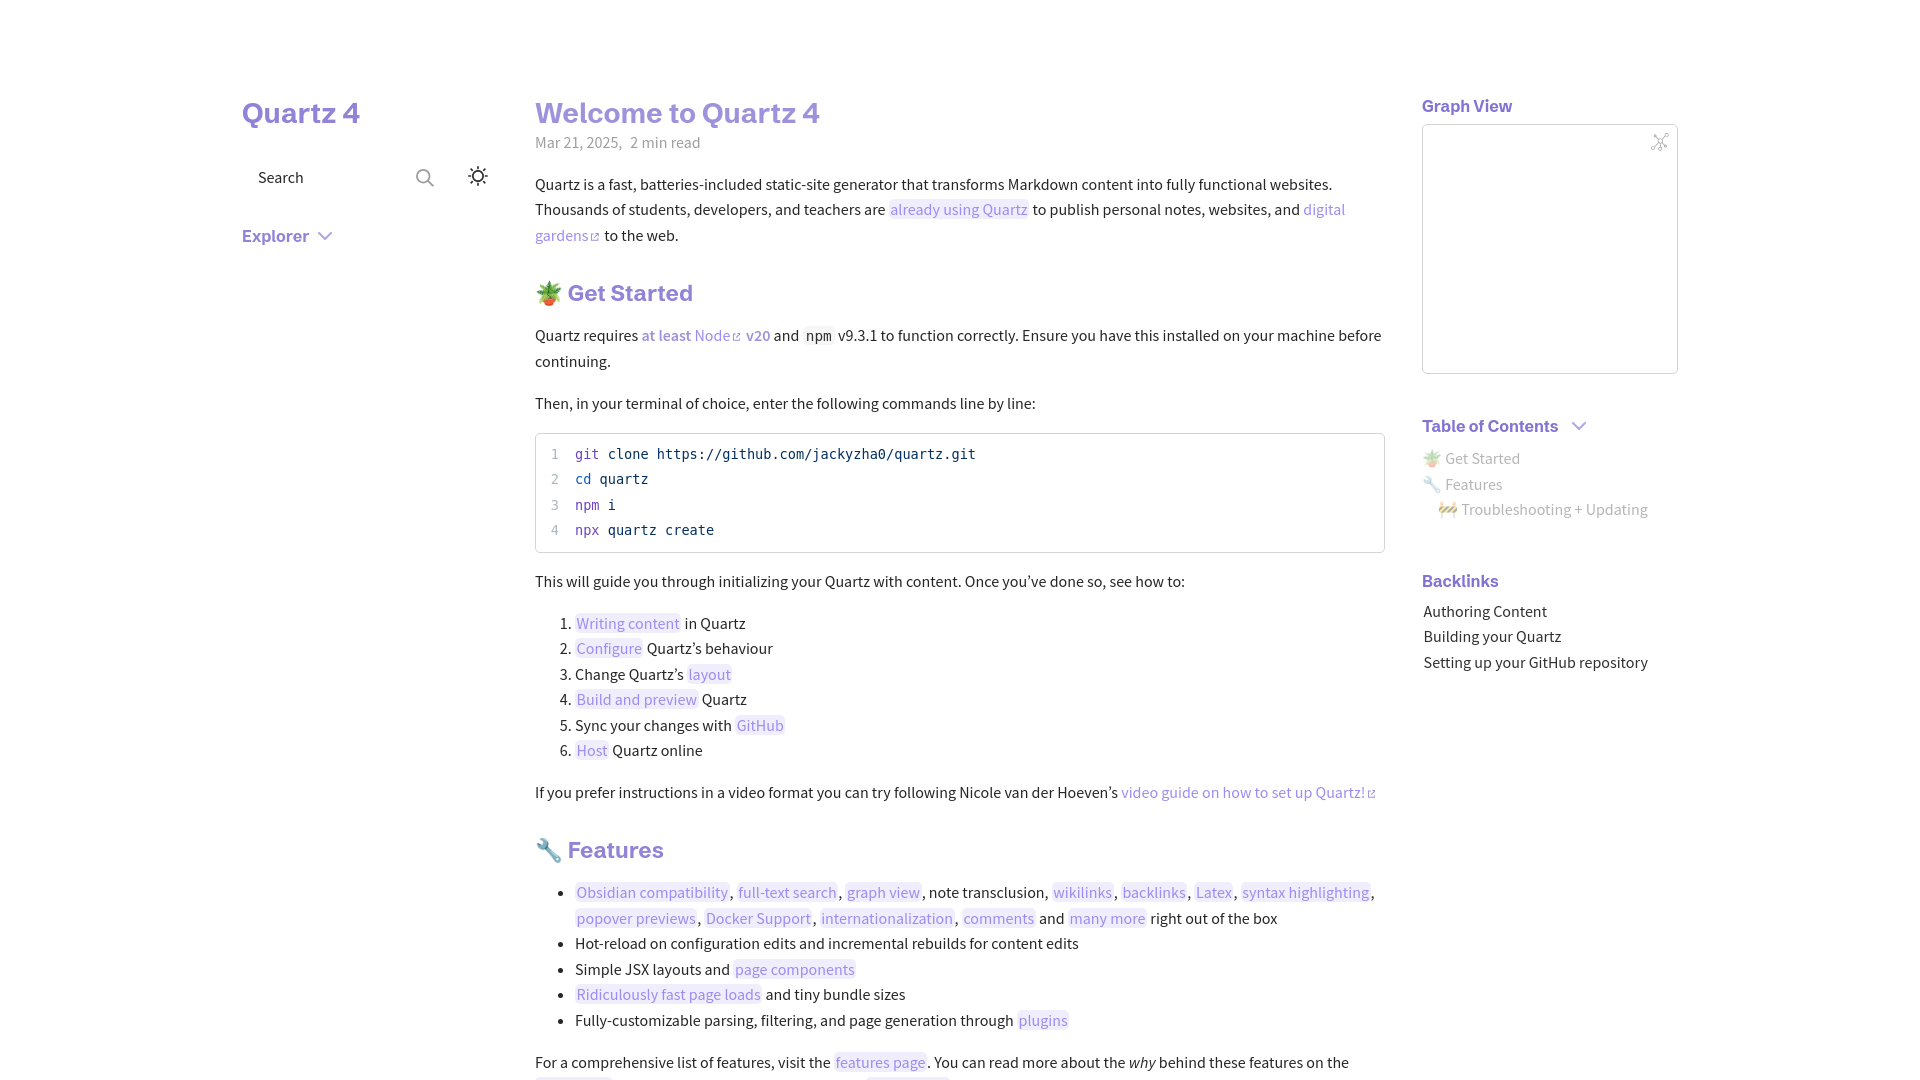 Quartz 4
Search
Explorer
Welcome to Quartz 4
Mar 21, 2025, 2 min read
Quartz is a fast, batteries-included static-site generator that transforms Markdown content into fully functional websites.
Thousands of students, developers, and teachers are already using Quartz to publish personal notes, websites, and digital
gardens to the web.
🪴 Get Started
Quartz requires at least Node v20 and npm v9.3.1 to function correctly. Ensure you have this installed on your machine before
continuing.
Then, in your terminal of choice, enter the following commands line by line:
1 git clone https://github.com/jackyzha0/quartz.git
2 cd quartz
3 npm i
4 npx quartz create
This will guide you through initializing your Quartz with content. Once you’ve done so, see how to:
1. Writing content in Quartz
2. Configure Quartz’s behaviour
3. Change Quartz’s layout
4. Build and preview Quartz
5. Sync your changes with GitHub
6. Host Quartz online
If you prefer instructions in a video format you can try following Nicole van der Hoeven’s video guide on how to set up Quartz!
🔧 Features
• Obsidian compatibility, full-text search, graph view, note transclusion, wikilinks, backlinks, Latex, syntax highlighting,
popover previews, Docker Support, internationalization, comments and many more right out of the box
• Hot-reload on configuration edits and incremental rebuilds for content edits
• Simple JSX layouts and page components
• Ridiculously fast page loads and tiny bundle sizes
• Fully-customizable parsing, filtering, and page generation through plugins
For a comprehensive list of features, visit the features page. You can read more about the why behind these features on the
Graph View
Table of Contents
🪴 Get Started
🔧 Features
🚧 Troubleshooting + Updating
Backlinks
Authoring Content
Building your Quartz
Setting up your GitHub repository